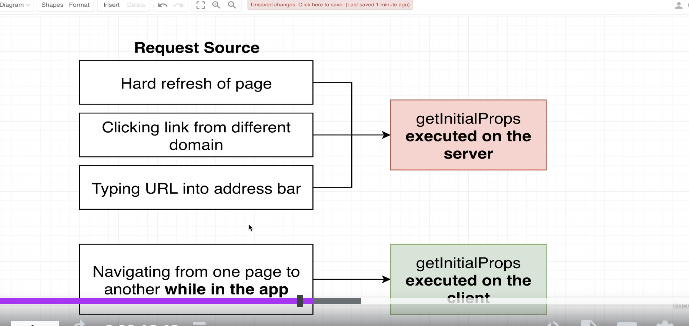 Diagram
Shapes
Format
Insert
Delete
Unsaved changes. Click here to save. (Last saved 1 minute ago)
Request Source
Hard refresh of page
Clicking link from different
domain
Typing URL into address bar
getInitialProps
executed on the
server
Navigating from one page to
another while in the app
getInitialProps
executed on the
client